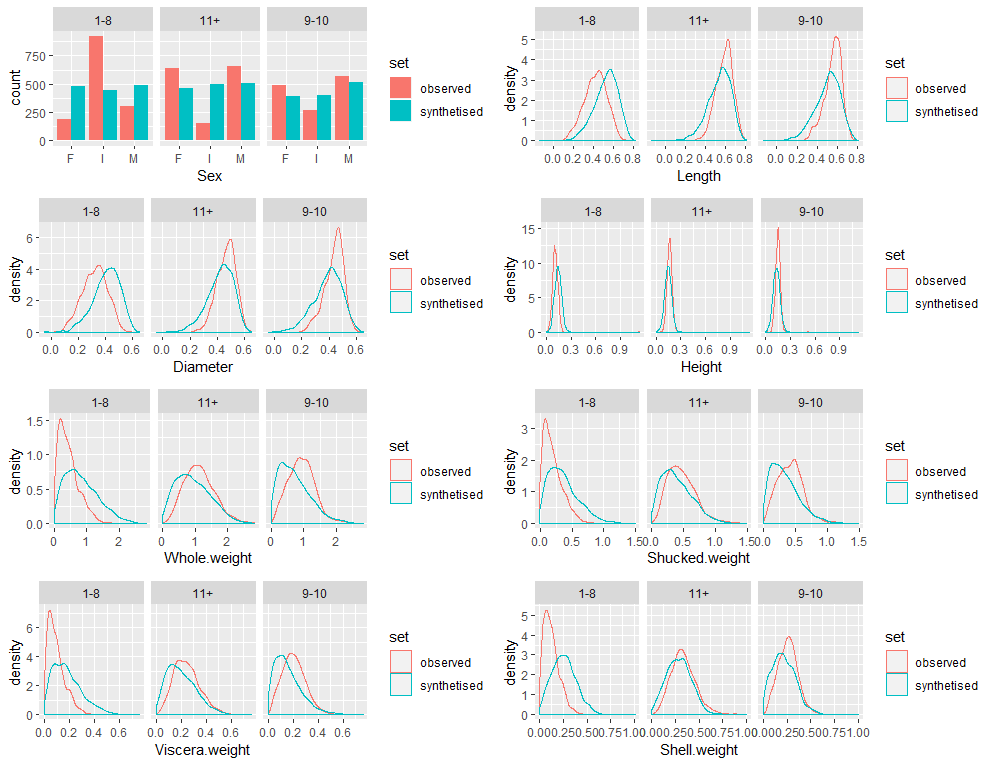 1-8 11+ 9-10
count
750
500
250
0
F I M F I M F I M
Sex
set
observed
synthetised
1-8 11+ 9-10
density
5
4
3
2
1
0
0.0 0.2 0.4 0.6 0.8 0.0 0.2 0.4 0.6 0.8 0.0 0.2 0.4 0.6 0.8
Length
set
observed
synthetised
1-8 11+ 9-10
density
6
4
2
0
0.0 0.2 0.4 0.6 0.0 0.2 0.4 0.6 0.0 0.2 0.4 0.6
Diameter
set
observed
synthetised
1-8 11+ 9-10
density
15
10
5
0
0.0 0.3 0.6 0.9 0.0 0.3 0.6 0.9 0.0 0.3 0.6 0.9
Height
set
observed
synthetised
1-8 11+ 9-10
density
1.5
1.0
0.5
0.0
0 1 2 0 1 2 0 1 2
Whole.weight
set
observed
synthetised
1-8 11+ 9-10
density
3
2
1
0
0.0 0.5 1.0 1.50.0 0.5 1.0 1.50.0 0.5 1.0 1.5
Shucked.weight
set
observed
synthetised
1-8 11+ 9-10
density
6
4
2
0
0.0 0.2 0.4 0.6 0.0 0.2 0.4 0.6 0.0 0.2 0.4 0.6
Viscera.weight
set
observed
synthetised
1-8 11+ 9-10
density
5
4
3
2
1
0
0.000.250.500.751.00 0.000.250.500.751.00 0.000.250.500.751.00
Shell.weight
set
observed
synthetised